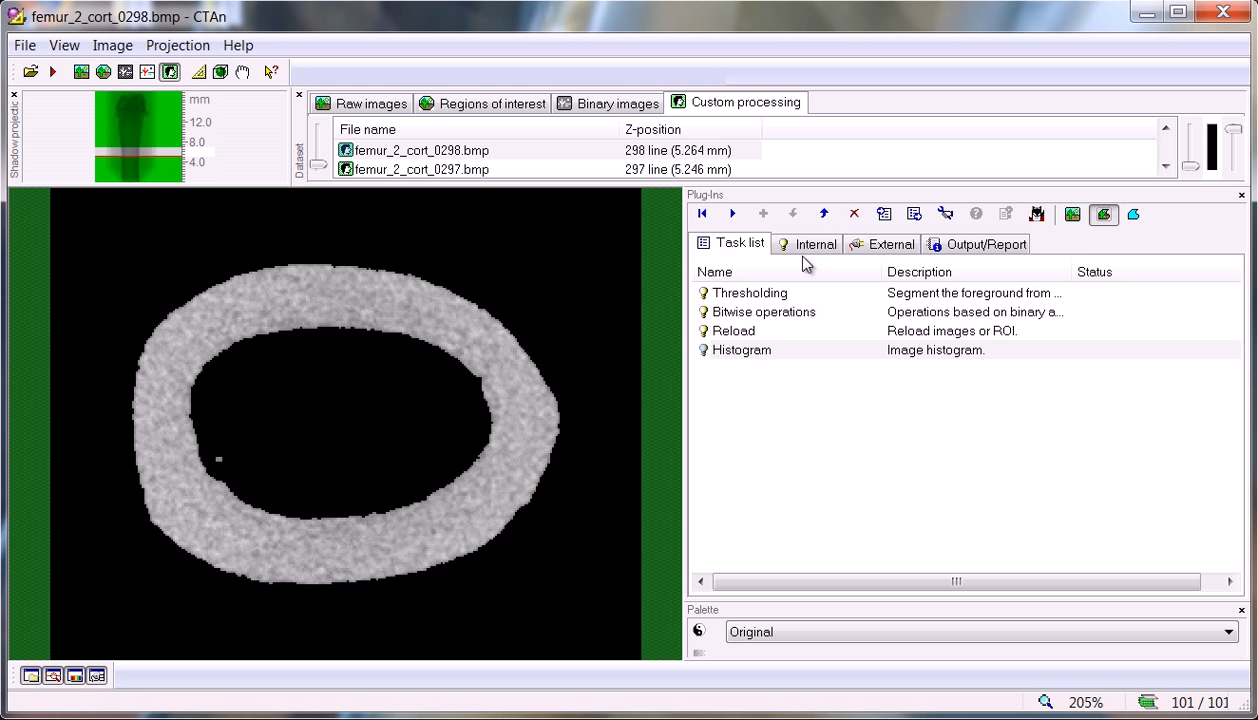 femur_2_cort_0298.bmp - CTAn
File View Image Projection Help
Shadow projectic
mm
12.0
8.0
4.0
Dataset
Raw images Regions of interest Binary images Custom processing
File name Z-position
femur_2_cort_0298.bmp 298 line (5.264 mm)
femur_2_cort_0297.bmp 297 line (5.246 mm)
Plug-Ins
Task list Internal External Output/Report
Name Description Status
Thresholding Segment the foreground from ...
Bitwise operations Operations based on binary a...
Reload Reload images or ROI.
Histogram Image histogram.
Palette
Original
205% 101 / 101